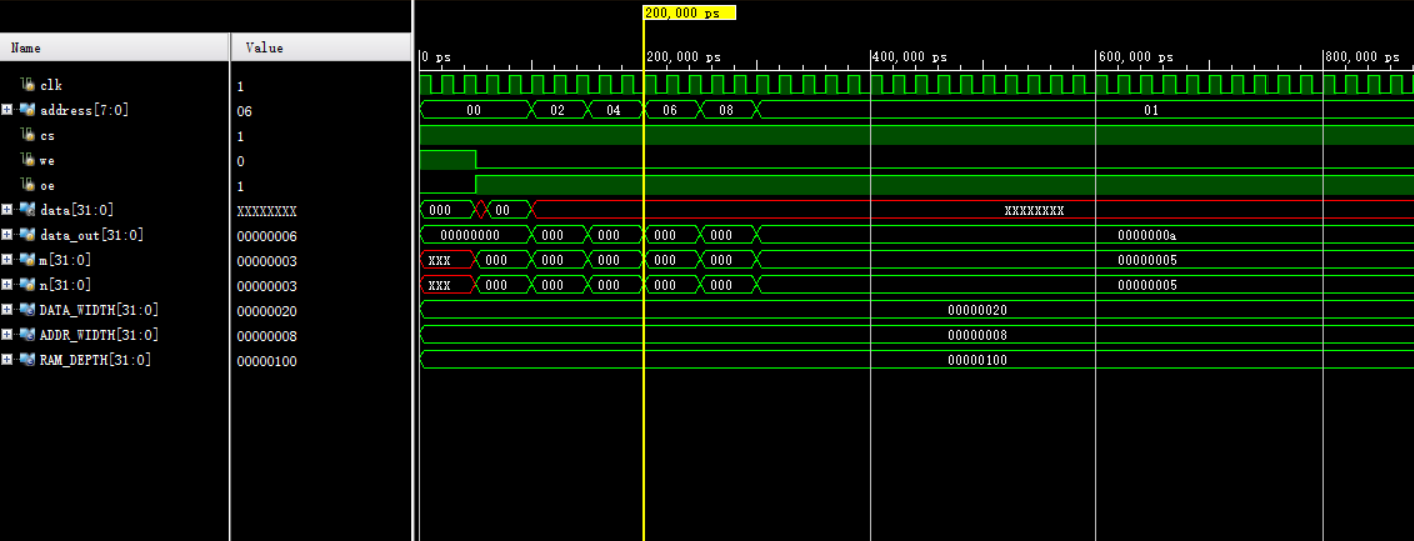 200,000 ps
Name Value
0 ps 200,000 ps 400,000 ps 600,000 ps 800,000 ps
clk 1
address[7:0] 06 00 02 04 06 08 01
cs 1
we 0
oe 1
data[31:0] XXXXXXXX 000 00 XXXXXXXX
data_out[31:0] 00000006 00000000 000 000 000 000 0000000a
m[31:0] 00000003 XXX 000 000 000 000 000 00000005
n[31:0] 00000003 XXX 000 000 000 000 000 00000005
DATA_WIDTH[31:0] 00000020 00000020
ADDR_WIDTH[31:0] 00000008 00000008
RAM_DEPTH[31:0] 00000100 00000100